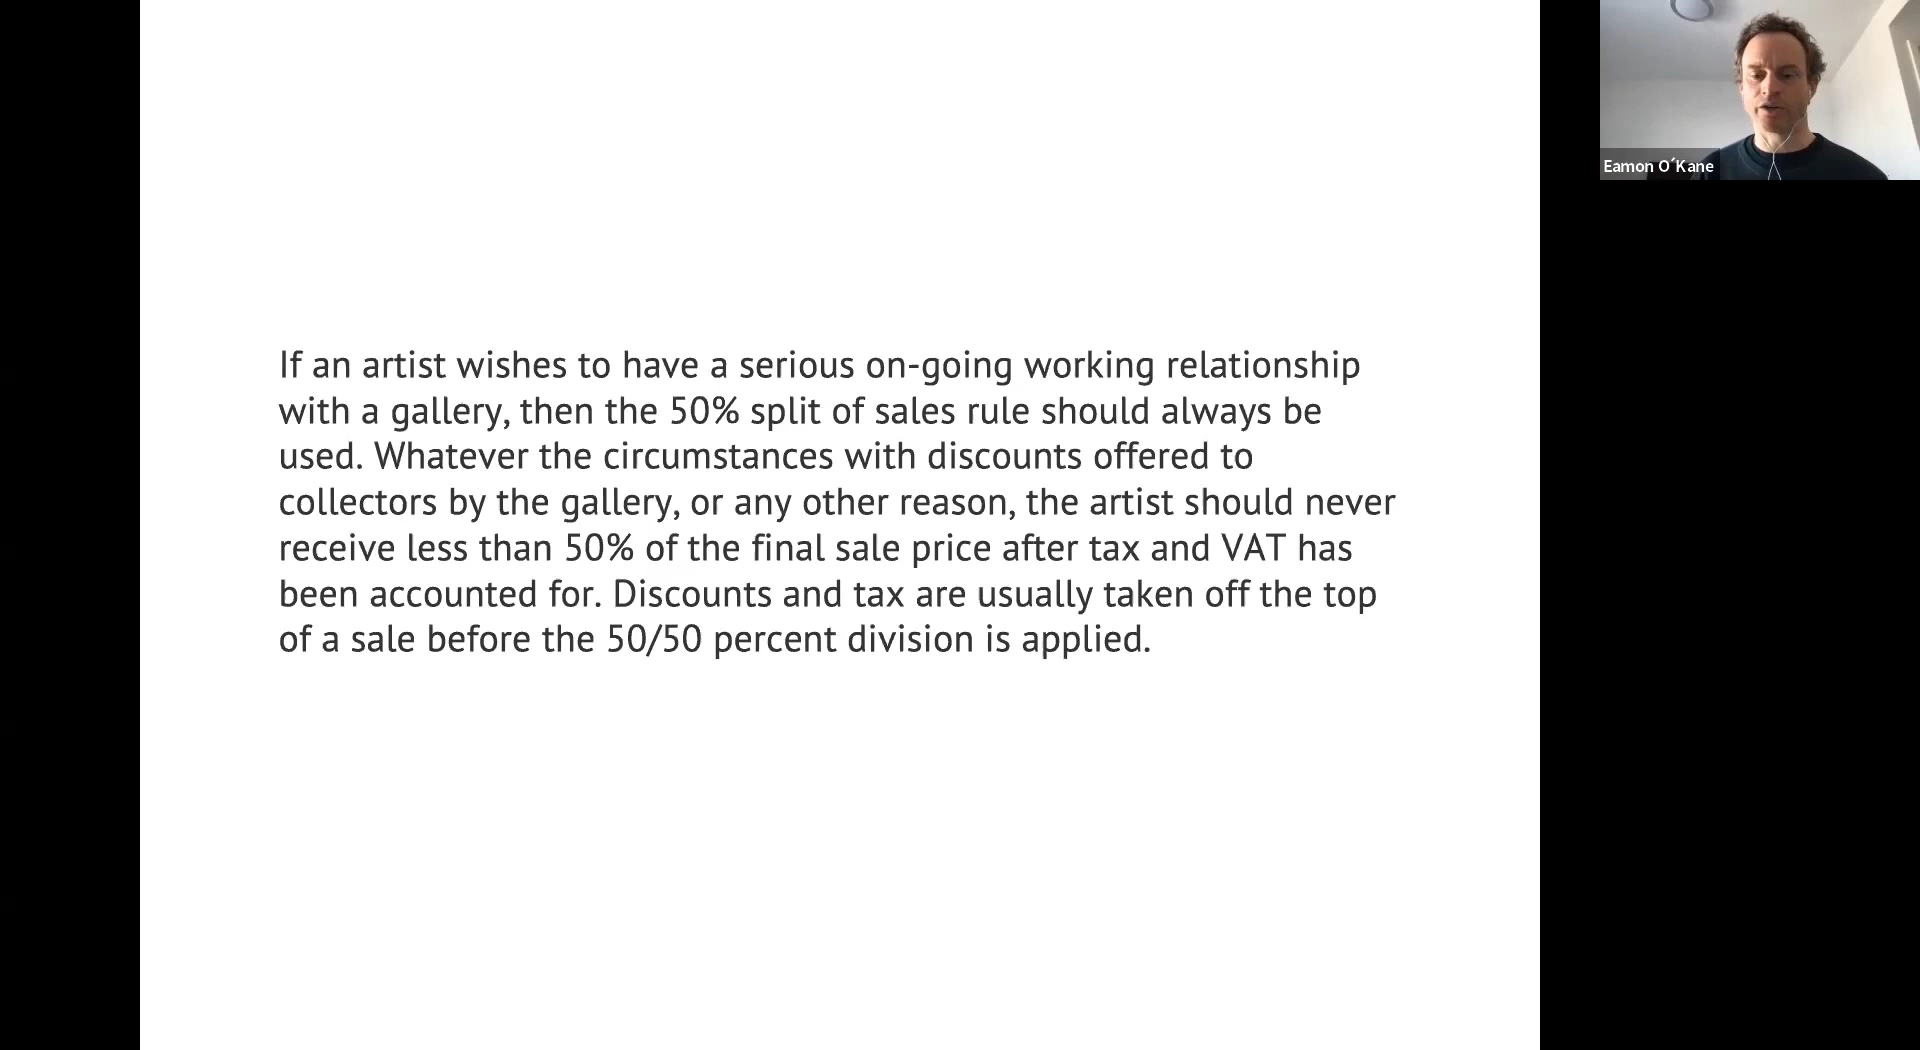 If an artist wishes to have a serious on-going working relationship
with a gallery, then the 50% split of sales rule should always be
used. Whatever the circumstances with discounts offered to
collectors by the gallery, or any other reason, the artist should never
receive less than 50% of the final sale price after tax and VAT has
been accounted for. Discounts and tax are usually taken off the top
of a sale before the 50/50 percent division is applied.
Eamon O´Kane